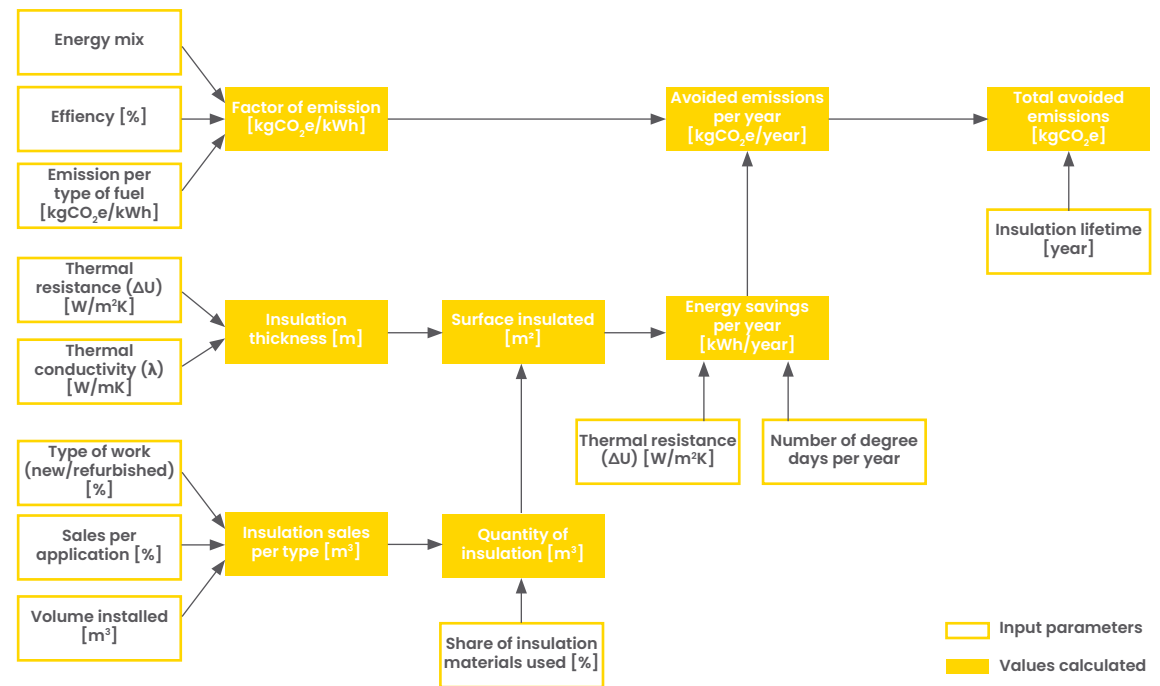 Energy mix
Effiency [%]
Emission per
type of fuel
[kgCO₂e/kWh]
Factor of emission
[kgCO₂e/kWh]
Avoided emissions
per year
[kgCO₂e/year]
Total avoided
emissions
[kgCO₂e]
Insulation lifetime
[year]
Thermal
resistance (ΔU)
[W/m²K]
Thermal
conductivity (λ)
[W/mK]
Insulation
thickness [m]
Surface insulated
[m²]
Energy savings
per year
[kWh/year]
Thermal resistance
(ΔU) [W/m²K]
Number of degree
days per year
Type of work
(new/refurbished)
[%]
Sales per
application [%]
Volume installed
[m³]
Insulation sales
per type [m³]
Quantity of
insulation [m³]
Share of insulation
materials used [%]
Input parameters
Values calculated